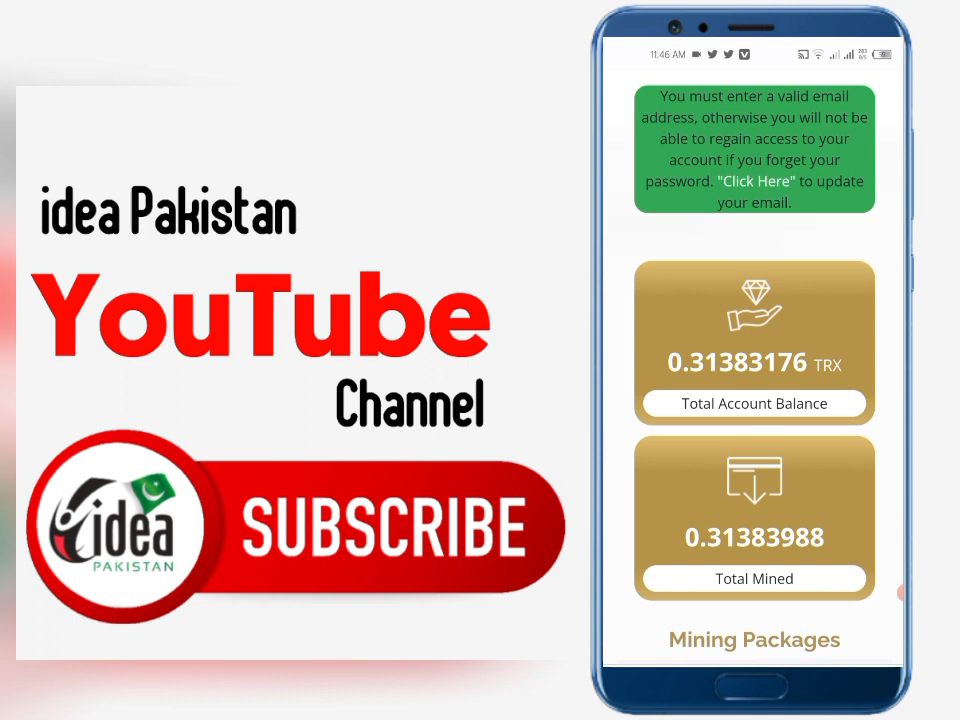 idea Pakistan
YouTube
Channel
idea
PAKISTAN
SUBSCRIBE
11:46 AM
You must enter a valid email
address, otherwise you will not be
able to regain access to your
account if you forget your
password. "Click Here" to update
your email.
0.31383176 TRX
Total Account Balance
0.31383988
Total Mined
Mining Packages